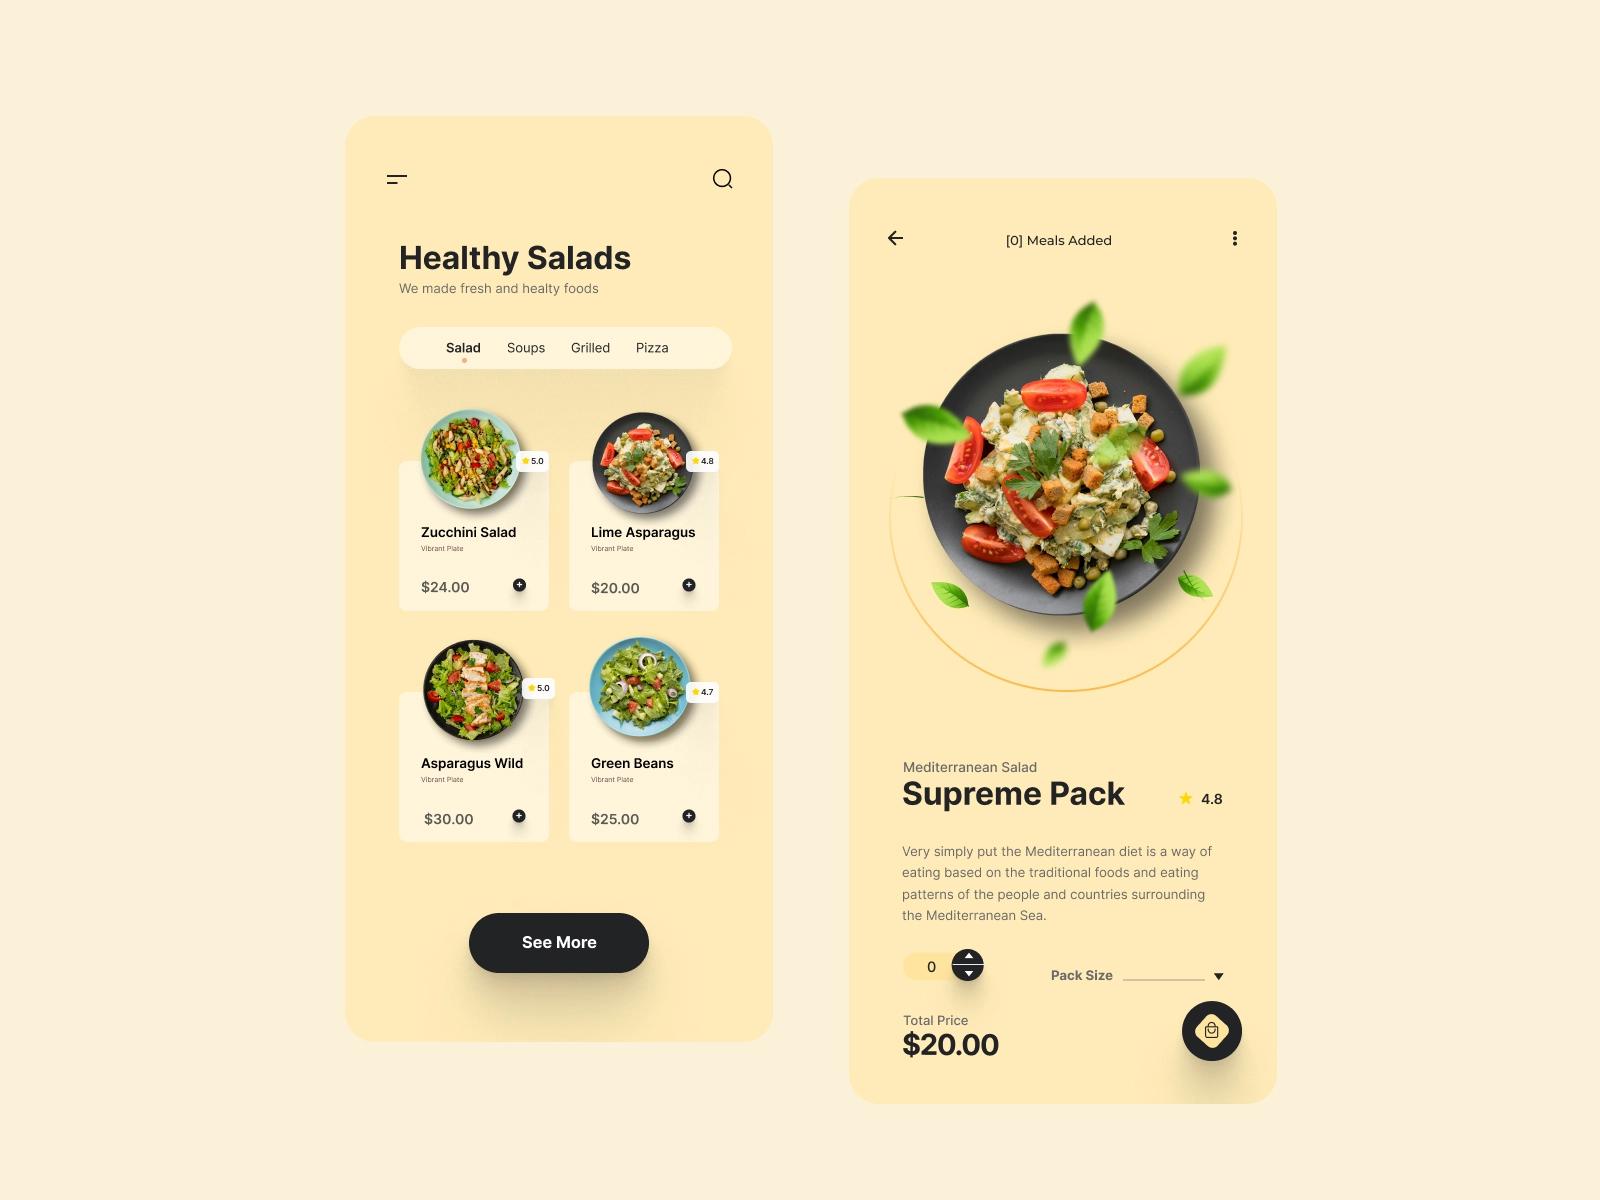 Healthy Salads
We made fresh and healty foods
Salad Soups Grilled Pizza
5.0
4.8
Zucchini Salad
Vibrant Plate
$24.00
Lime Asparagus
Vibrant Plate
$20.00
5.0
4.7
Asparagus Wild
Vibrant Plate
$30.00
Green Beans
Vibrant Plate
$25.00
See More
[0] Meals Added
Mediterranean Salad
Supreme Pack
4.8
Very simply put the Mediterranean diet is a way of
eating based on the traditional foods and eating
patterns of the people and countries surrounding
the Mediterranean Sea.
0
Pack Size
Total Price
$20.00